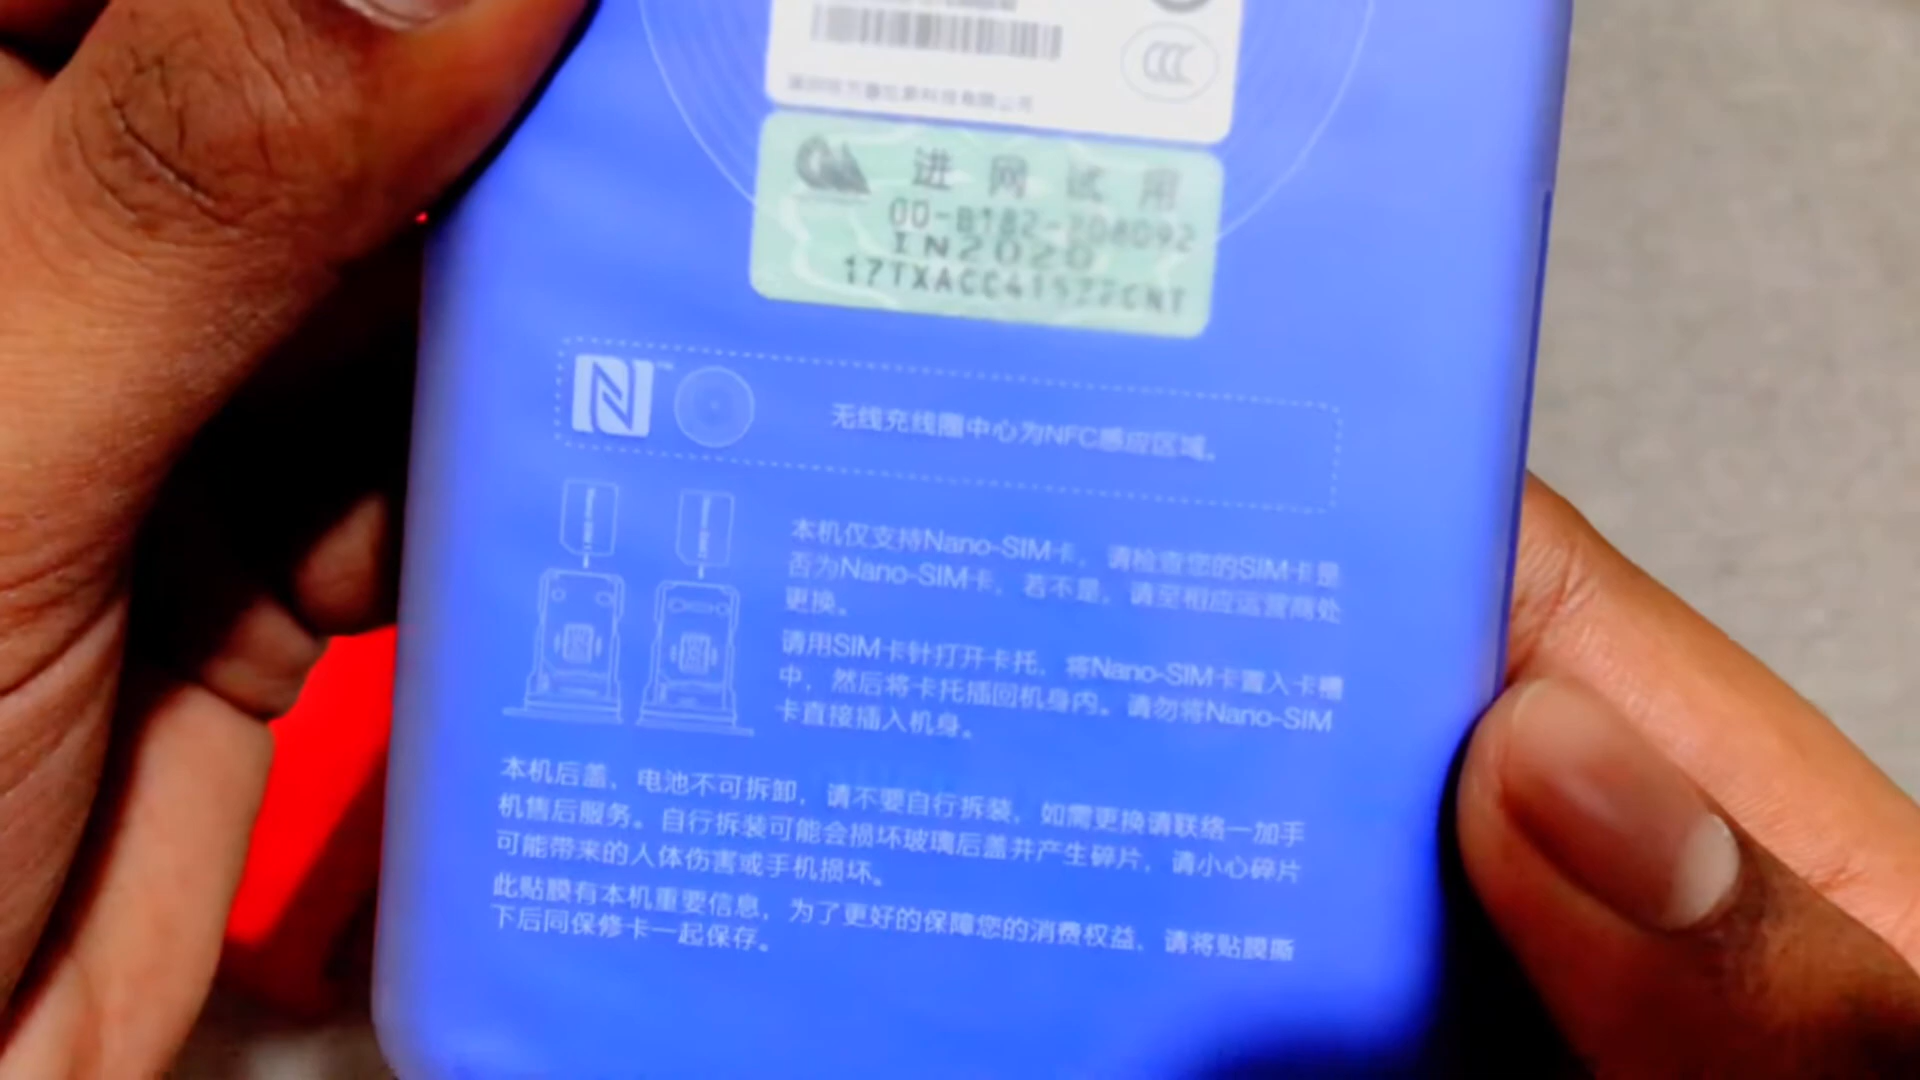 进网试用
00-B182-208092
IN2020
17TXACC41522CNT
无线充线圈中心为NFC感应区域。
本机仅支持Nano-SIM卡，请检查您的SIM卡是
否为Nano-SIM卡，若不是，请至相应运营商处
更换。
请用SIM卡针打开卡托，将Nano-SIM卡置入卡槽
中，然后将卡托插回机身内。请勿将Nano-SIM
卡直接插入机身。
本机后盖、电池不可拆卸，请不要自行拆装，如需更换请联络一加手
机售后服务。自行拆装可能会损坏玻璃后盖并产生碎片，请小心碎片
可能带来的人体伤害或手机损坏。
此贴膜有本机重要信息，为了更好的保障您的消费权益，请将贴膜撕
下后同保修卡一起保存。